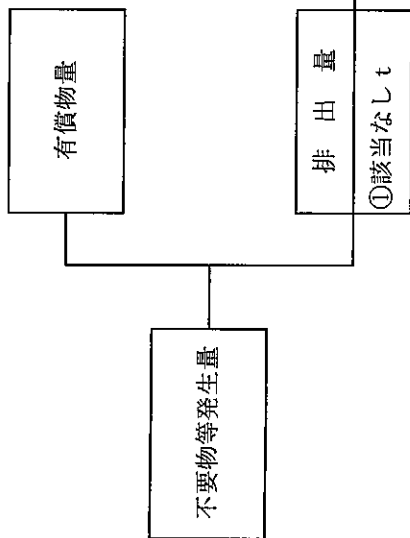 有償物量
排出量
①該当なしt
不要物等発生量